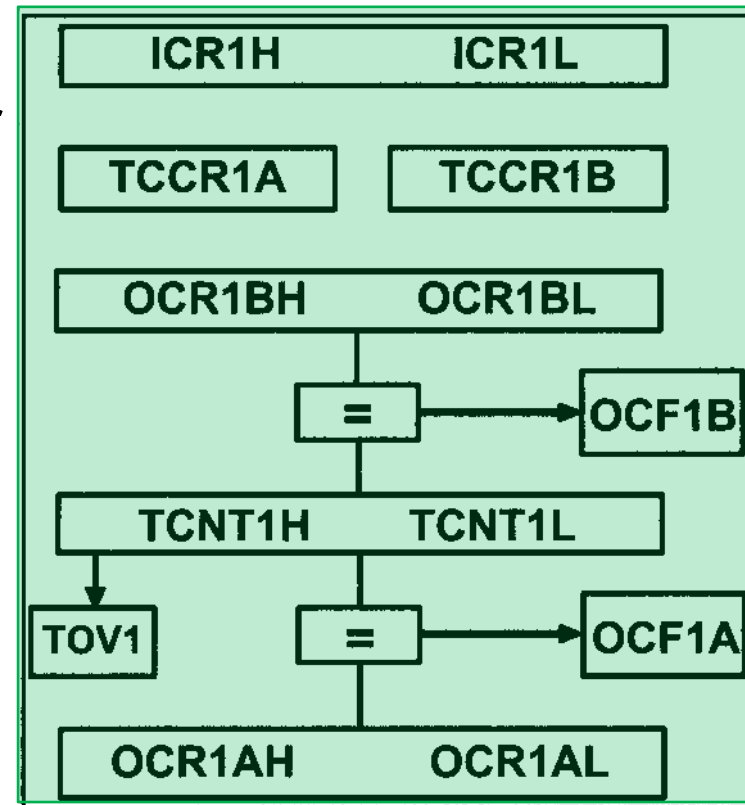 ICR1H ICR1L
TCCR1A TCCR1B
OCR1BH OCR1BL
= OCF1B
TCNT1H TCNT1L
TOV1 = OCF1A
OCR1AH OCR1AL